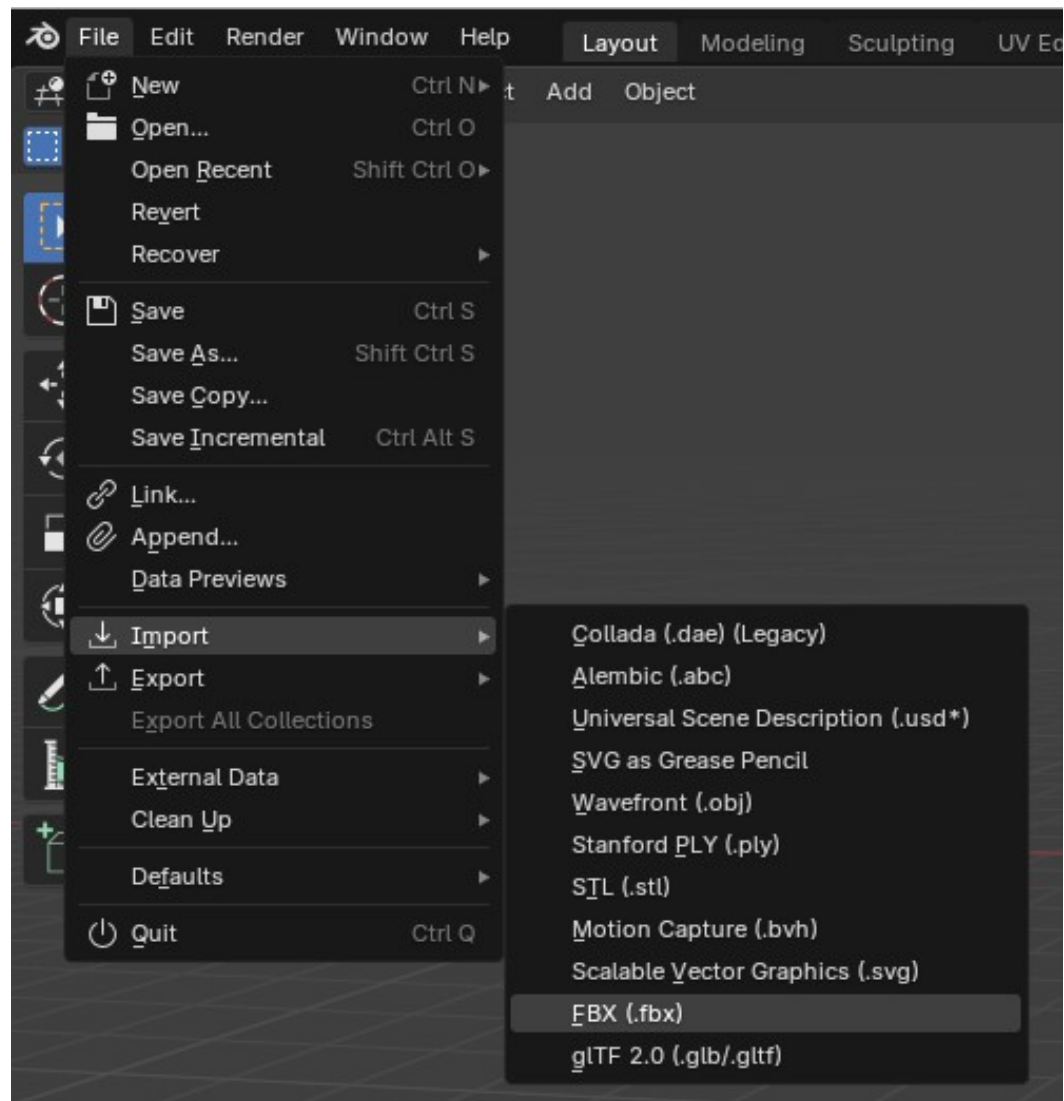 File Edit Render Window Help Layout Modeling Sculpting UV Ed
New Ctrl N
t Add Object
Open... Ctrl O
Open Recent Shift Ctrl O
Revert
Recover
Save Ctrl S
Save As... Shift Ctrl S
Save Copy...
Save Incremental Ctrl Alt S
Link...
Append...
Data Previews
Import
Export
Export All Collections
External Data
Clean Up
Defaults
Quit Ctrl Q
Collada (.dae) (Legacy)
Alembic (.abc)
Universal Scene Description (.usd*)
SVG as Grease Pencil
Wavefront (.obj)
Stanford PLY (.ply)
STL (.stl)
Motion Capture (.bvh)
Scalable Vector Graphics (.svg)
FBX (.fbx)
glTF 2.0 (.glb/.gltf)